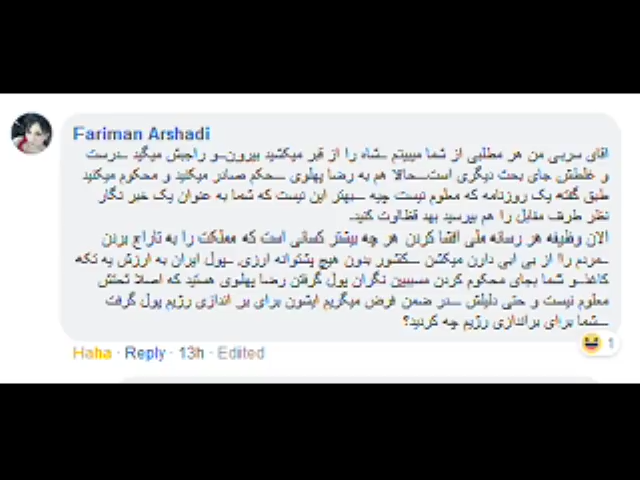 Fariman Arshadi
اقای سربی من هر مطلبی از شما میبینم ..شاه را از قبر میکشید بیرون..و راجبش میگید ..درست
و غلطش جای بحث دیگری است...حالا هم به رضا پهلوی ...حکم صادر میکنید و محکوم میکنید
طبق گفته یک روزنامه که معلوم نیست چیه ...بهتر این نیست که شما به عنوان یک خبر نگار
نظر طرف مقابل را هم بپرسید بهد قضاوت کنید..
الان وظیفه هر رسانه ملی افشا کردن هر چه بیشتر کسانی است که مملکت را به تاراج بردن
..مردم را از بی ابی دارن میکشن ...کشور بدون هیچ پشتوانه ارزی ..پول ایران به ارزش یه تکه
کاغذ...و شما بجای محکوم کردن مسببین نگران پول گرفتن رضا پهلوی هستید که اصلا ثحتش
معلوم نیست و حتی دلیلش ...در ضمن فرض میگریم ایشون برای بر اندازی رژیم پول گرفت
...شما برای براندازی رژیم چه کردید؟
Haha · Reply · 13h · Edited
1